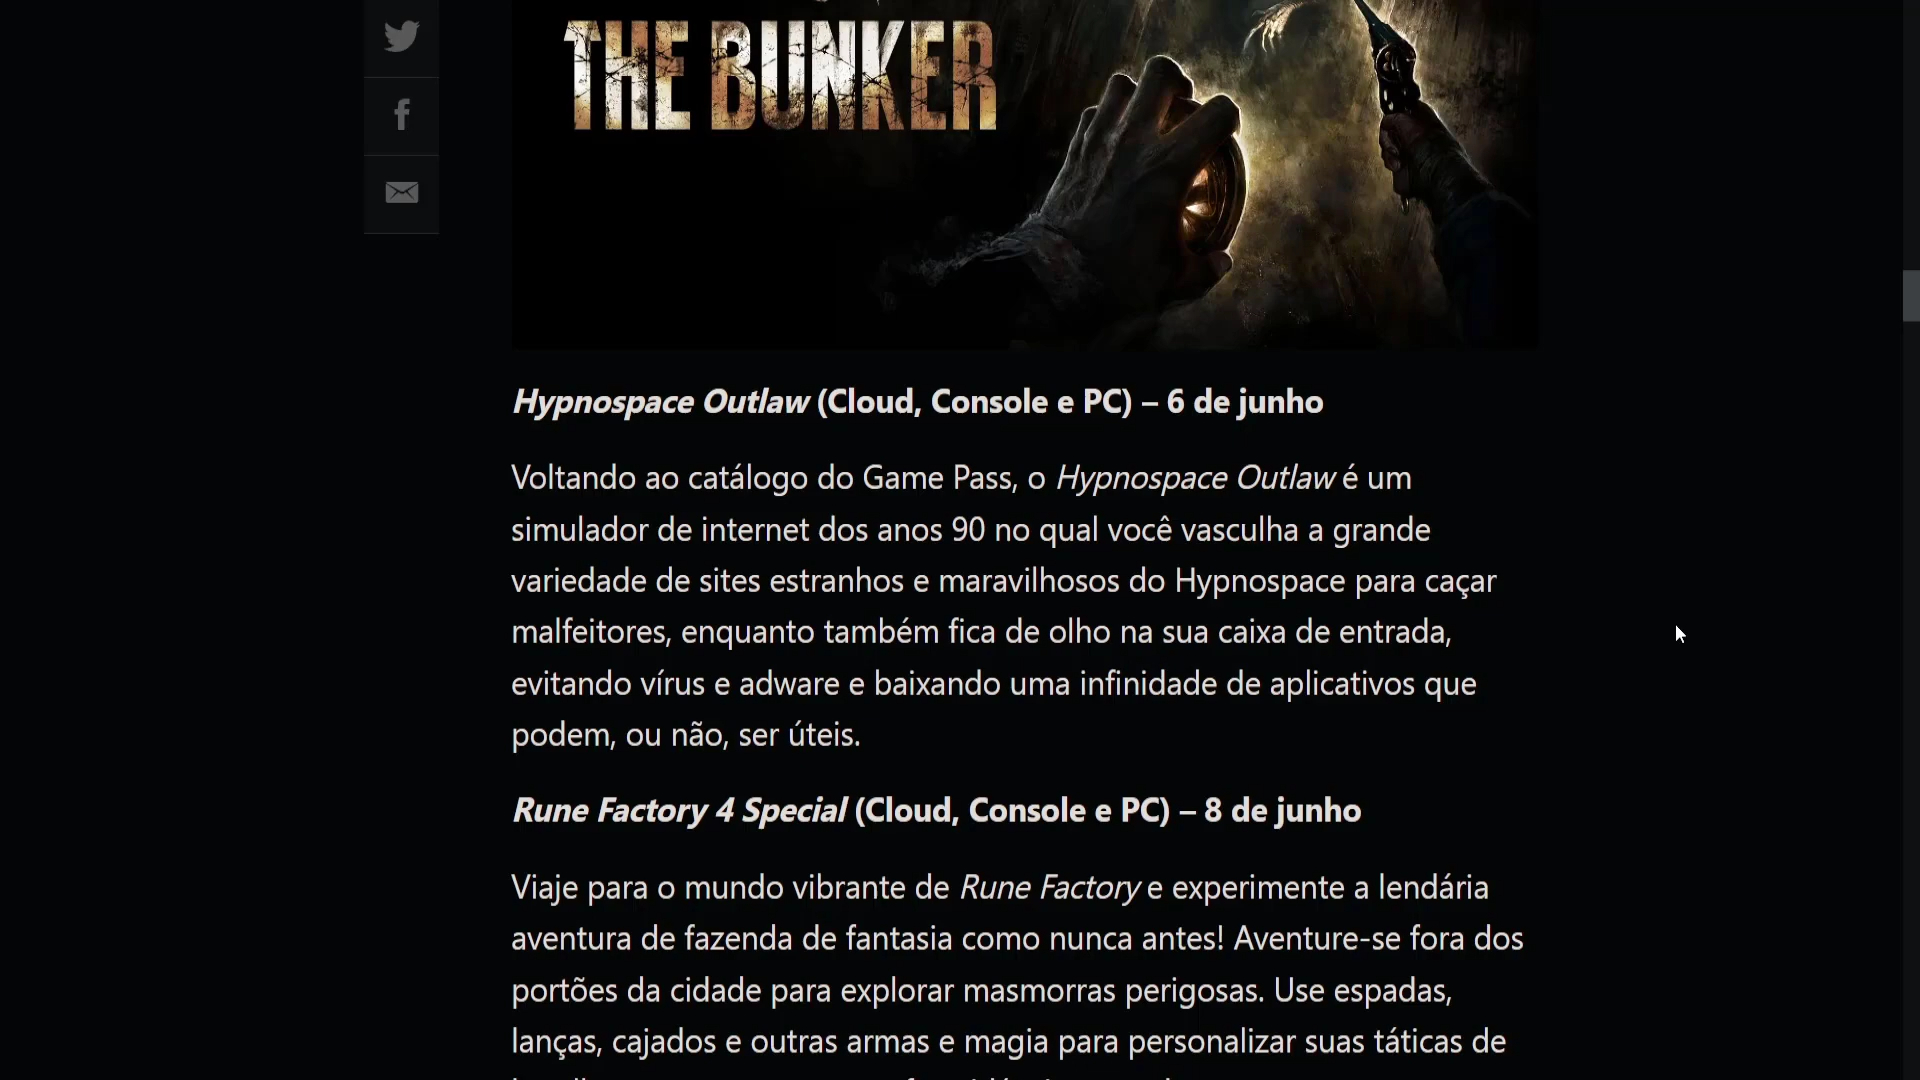 THE BUNKER
Hypnospace Outlaw (Cloud, Console e PC) – 6 de junho
Voltando ao catálogo do Game Pass, o Hypnospace Outlaw é um
simulador de internet dos anos 90 no qual você vasculha a grande
variedade de sites estranhos e maravilhosos do Hypnospace para caçar
malfeitores, enquanto também fica de olho na sua caixa de entrada,
evitando vírus e adware e baixando uma infinidade de aplicativos que
podem, ou não, ser úteis.
Rune Factory 4 Special (Cloud, Console e PC) – 8 de junho
Viaje para o mundo vibrante de Rune Factory e experimente a lendária
aventura de fazenda de fantasia como nunca antes! Aventure-se fora dos
portões da cidade para explorar masmorras perigosas. Use espadas,
lanças, cajados e outras armas e magia para personalizar suas táticas de